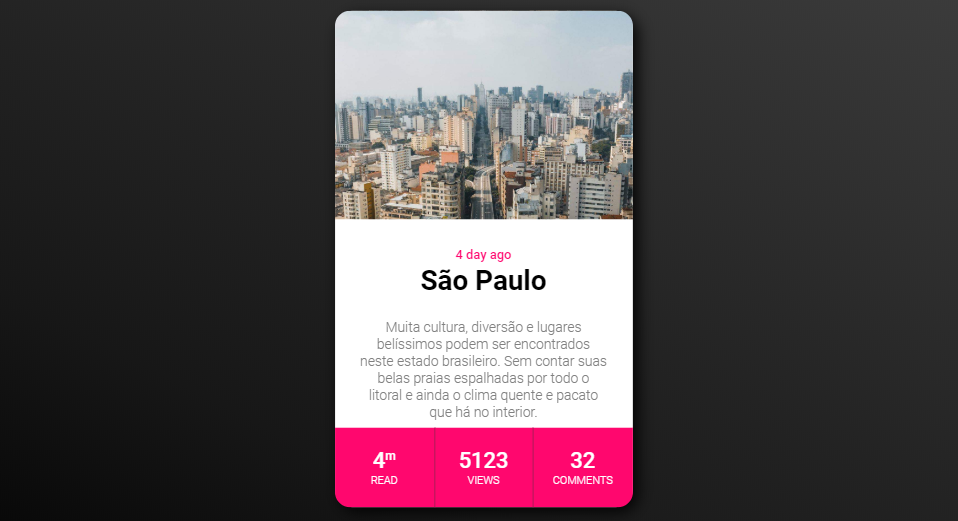 4 day ago
São Paulo
Muita cultura, diversão e lugares
belíssimos podem ser encontrados
neste estado brasileiro. Sem contar suas
belas praias espalhadas por todo o
litoral e ainda o clima quente e pacato
que há no interior.
4m 5123 32
READ VIEWS COMMENTS